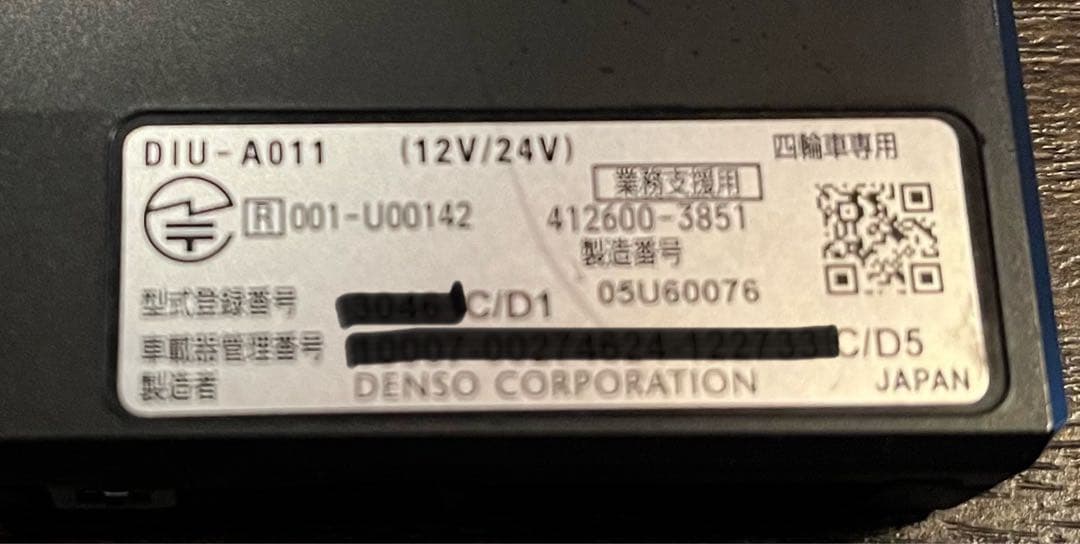 DIU-A011 (12V/24V) 四輪車専用
業務支援用
R 001-U00142 412600-3851
製造番号
型式登録番号 C/D1 05U60076
車載器管理番号 C/D5
製造者 DENSO CORPORATION JAPAN